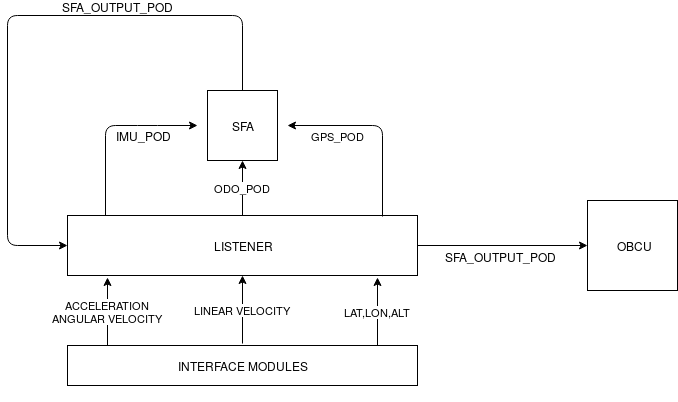 SFA_OUTPUT_POD
SFA
IMU_POD
GPS_POD
ODO_POD
LISTENER
OBCU
SFA_OUTPUT_POD
ACCELERATION
ANGULAR VELOCITY
LINEAR VELOCITY
LAT,LON,ALT
INTERFACE MODULES